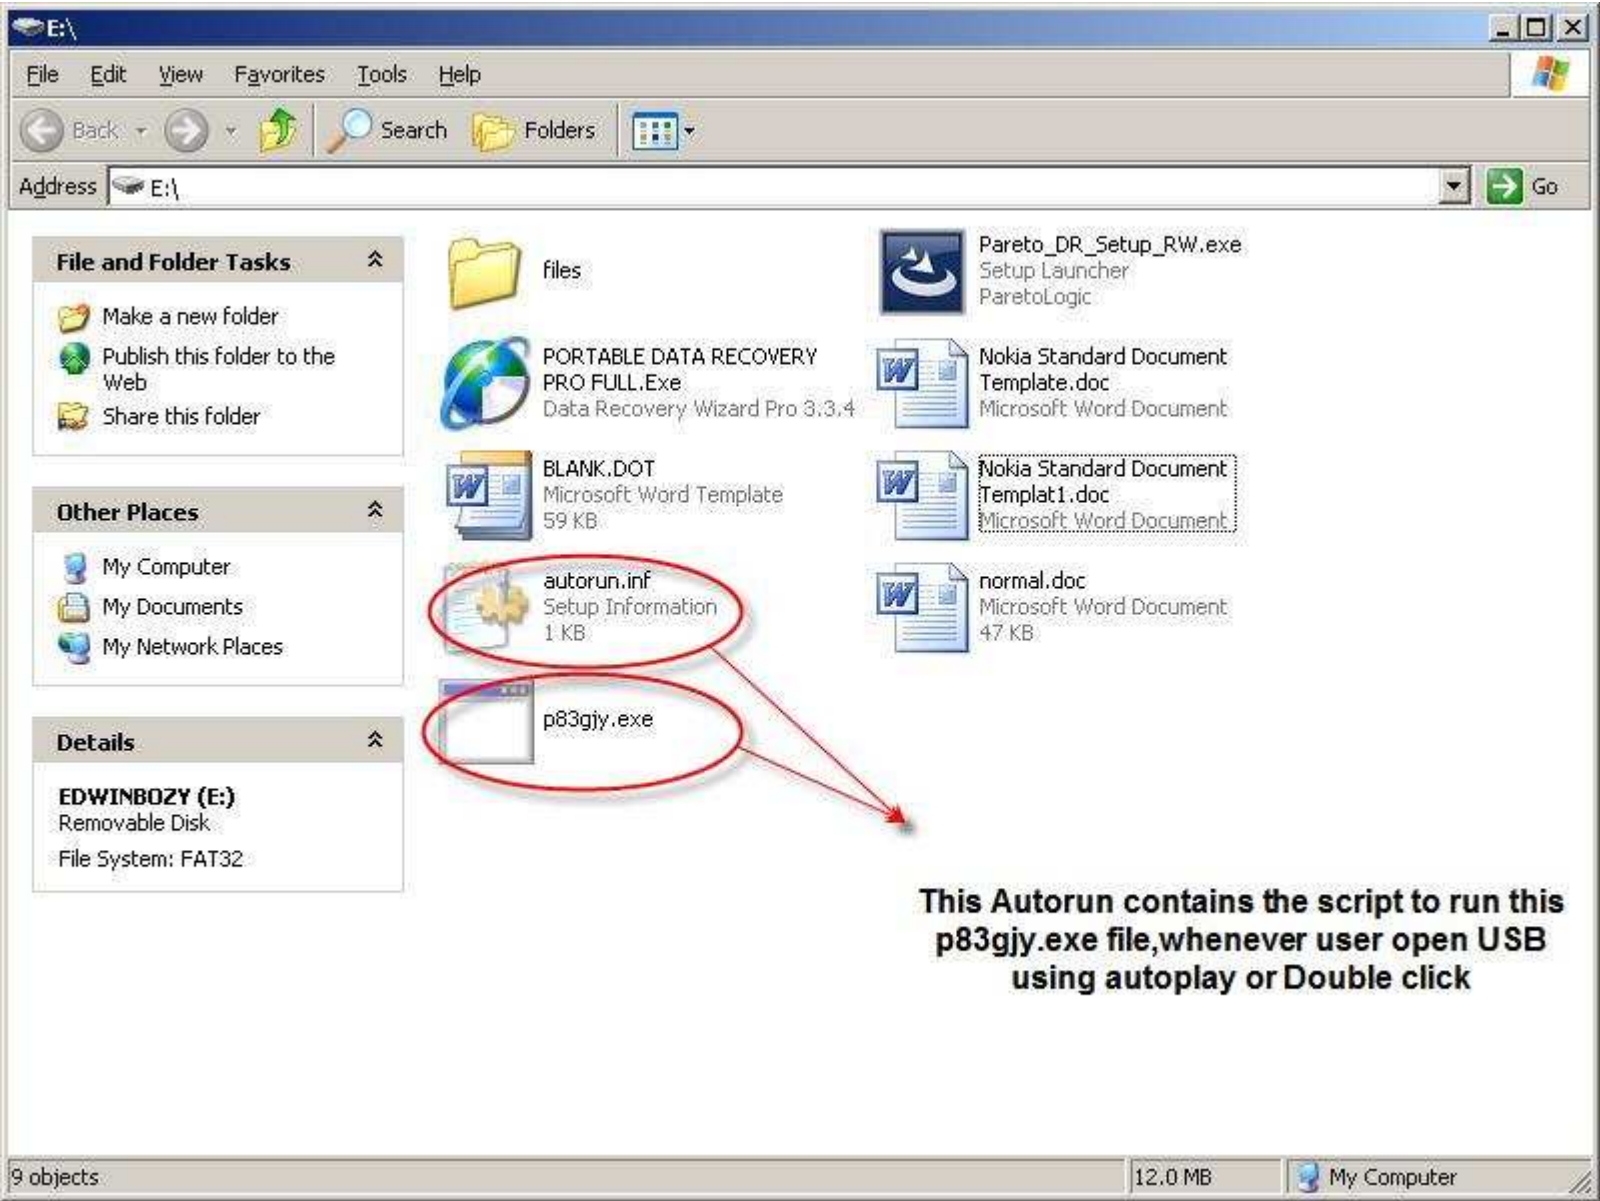 E:\
File Edit View Favorites Tools Help
Back Search Folders
Address E:\ Go
File and Folder Tasks
Make a new folder
Publish this folder to the
Web
Share this folder
Other Places
My Computer
My Documents
My Network Places
Details
EDWINBOZY (E:)
Removable Disk
File System: FAT32
files
Pareto_DR_Setup_RW.exe
Setup Launcher
ParetoLogic
PORTABLE DATA RECOVERY
PRO FULL.Exe
Data Recovery Wizard Pro 3.3.4
Nokia Standard Document
Template.doc
Microsoft Word Document
BLANK.DOT
Microsoft Word Template
59 KB
Nokia Standard Document
Templat1.doc
Microsoft Word Document
autorun.inf
Setup Information
1 KB
normal.doc
Microsoft Word Document
47 KB
p83gjy.exe
This Autorun contains the script to run this
p83gjy.exe file,whenever user open USB
using autoplay or Double click
9 objects
12.0 MB
My Computer